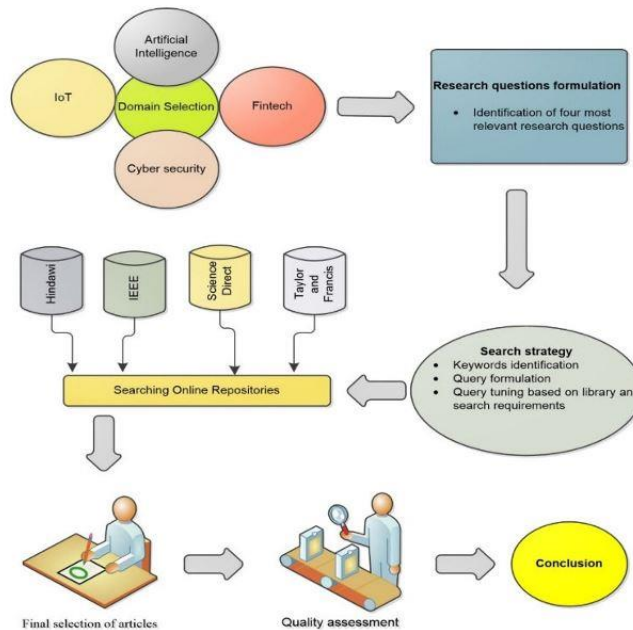 Artificial
Intelligence
IoT
Domain Selection
Fintech
Cyber security
Research questions formulation
• Identification of four most
relevant research questions
Hindawi
IEEE
Science
Direct
Taylor
and
Francis
Search strategy
• Keywords identification
• Query formulation
• Query tuning based on library an
search requirements
Searching Online Repositories
Final selection of articles
Quality assessment
Conclusion